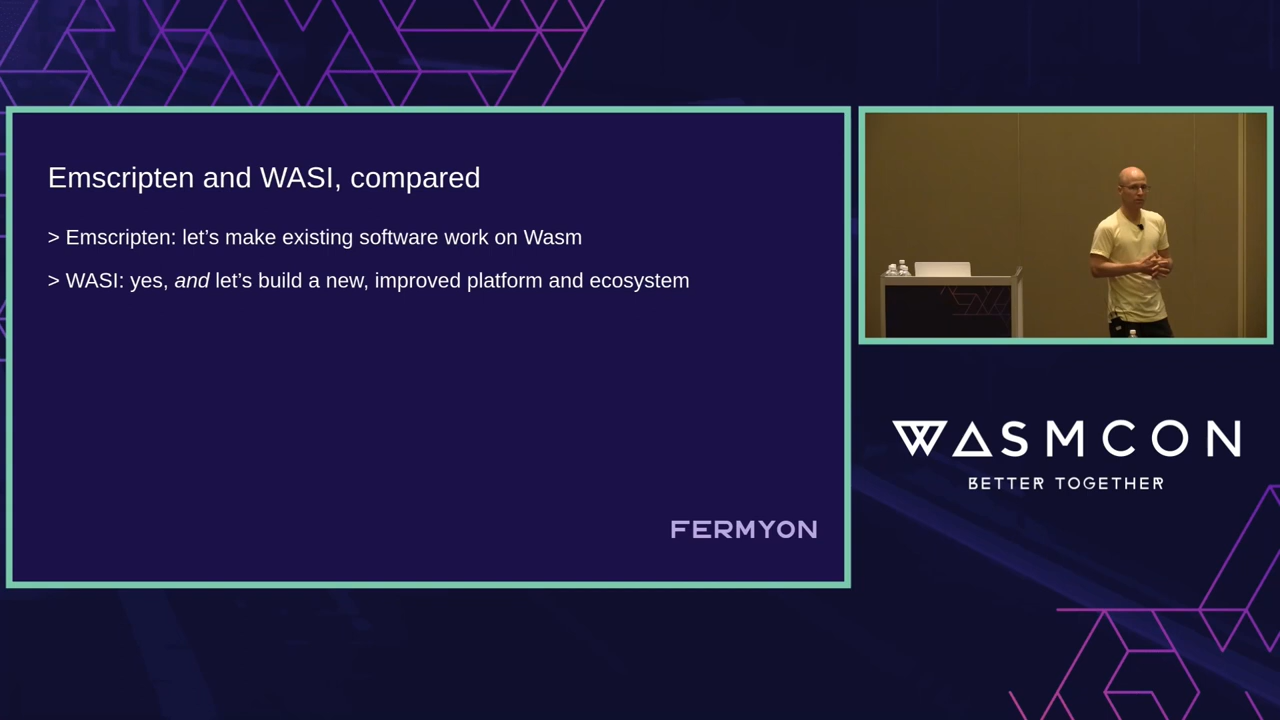 Emscripten and WASI, compared
> Emscripten: let’s make existing software work on Wasm
> WASI: yes, and let’s build a new, improved platform and ecosystem
FERMYON
WASMCON
BETTER TOGETHER